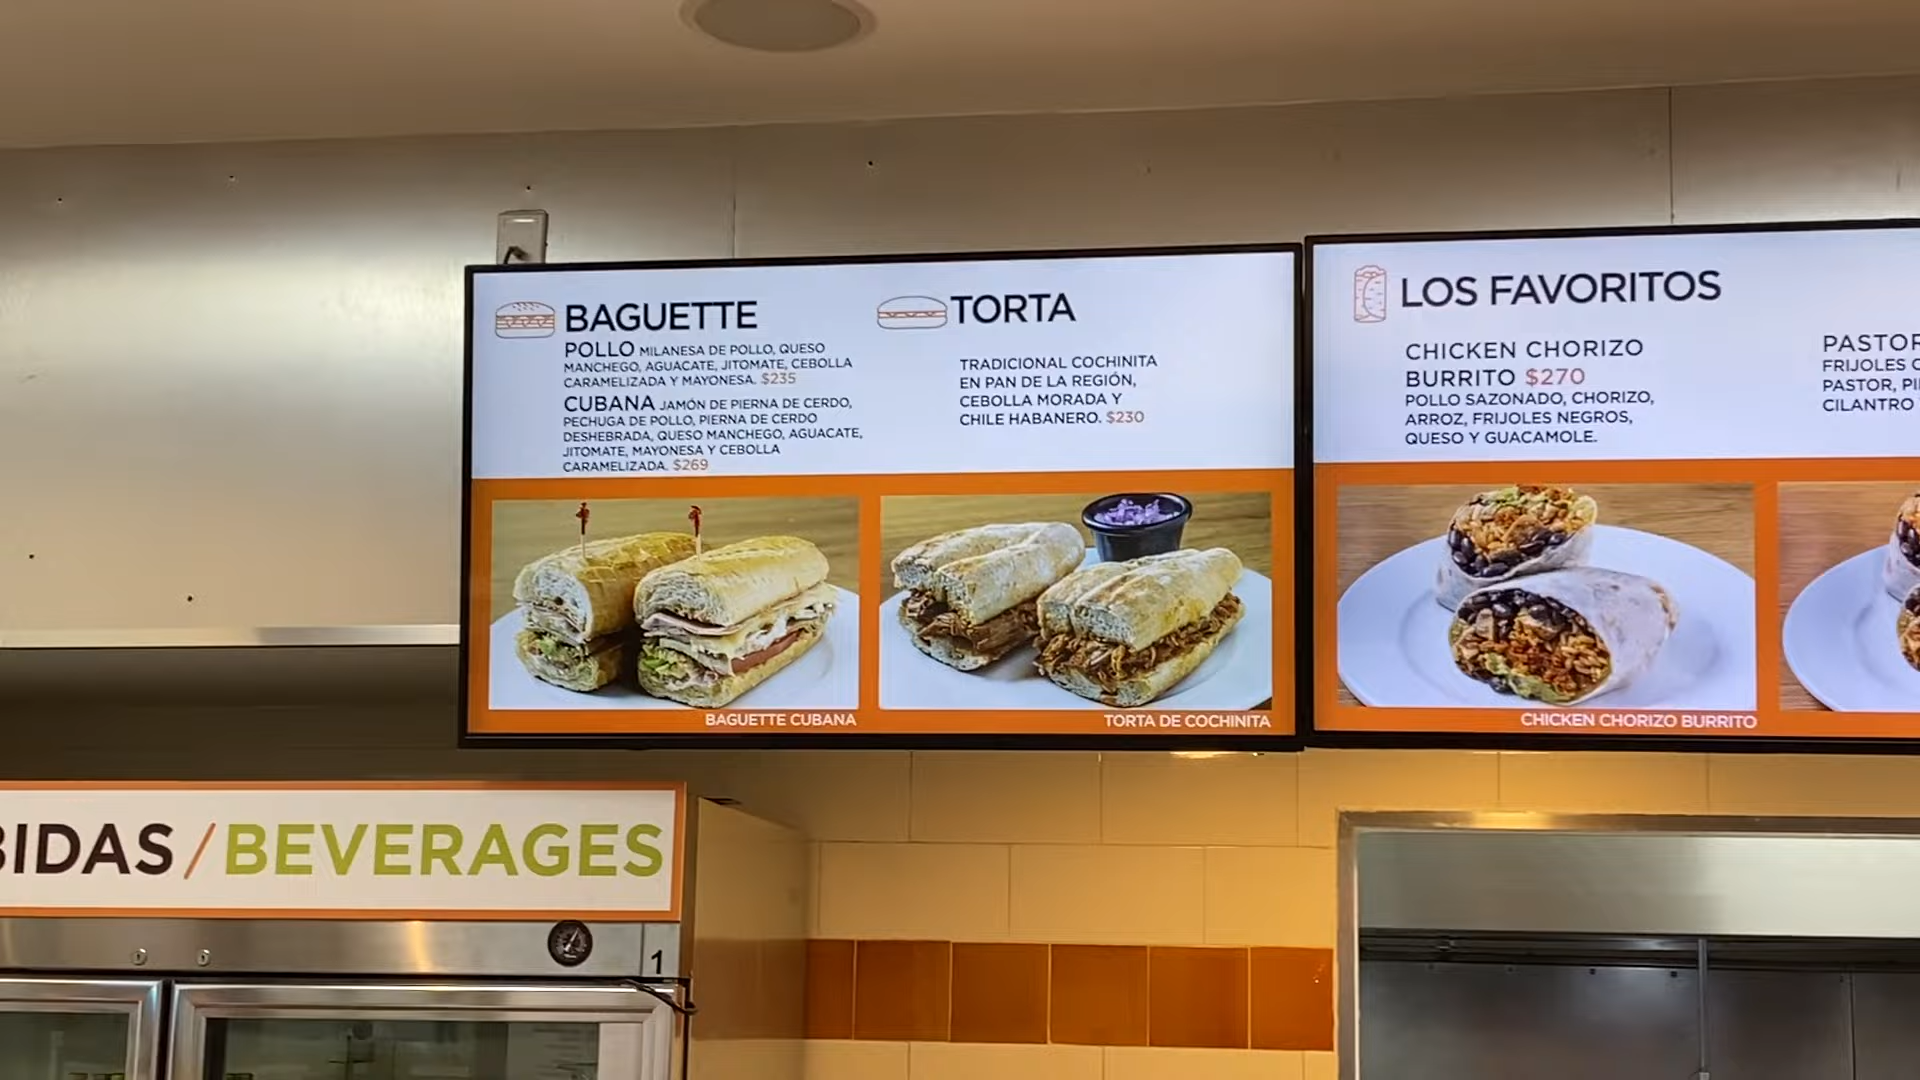 BAGUETTE
POLLO MILANESA DE POLLO, QUESO
MANCHEGO, AGUACATE, JITOMATE, CEBOLLA
CARAMELIZADA Y MAYONESA. $235
CUBANA JAMÓN DE PIERNA DE CERDO,
PECHUGA DE POLLO, PIERNA DE CERDO
DESHEBRADA, QUESO MANCHEGO, AGUACATE,
JITOMATE, MAYONESA Y CEBOLLA
CARAMELIZADA. $269
TORTA
TRADICIONAL COCHINITA
EN PAN DE LA REGIÓN,
CEBOLLA MORADA Y
CHILE HABANERO. $230
BAGUETTE CUBANA
TORTA DE COCHINITA
LOS FAVORITOS
CHICKEN CHORIZO
BURRITO $270
POLLO SAZONADO, CHORIZO,
ARROZ, FRIJOLES NEGROS,
QUESO Y GUACAMOLE.
PASTOR
FRIJOLES
PASTOR,
CILANTRO
CHICKEN CHORIZO BURRITO
BIDAS / BEVERAGES
1